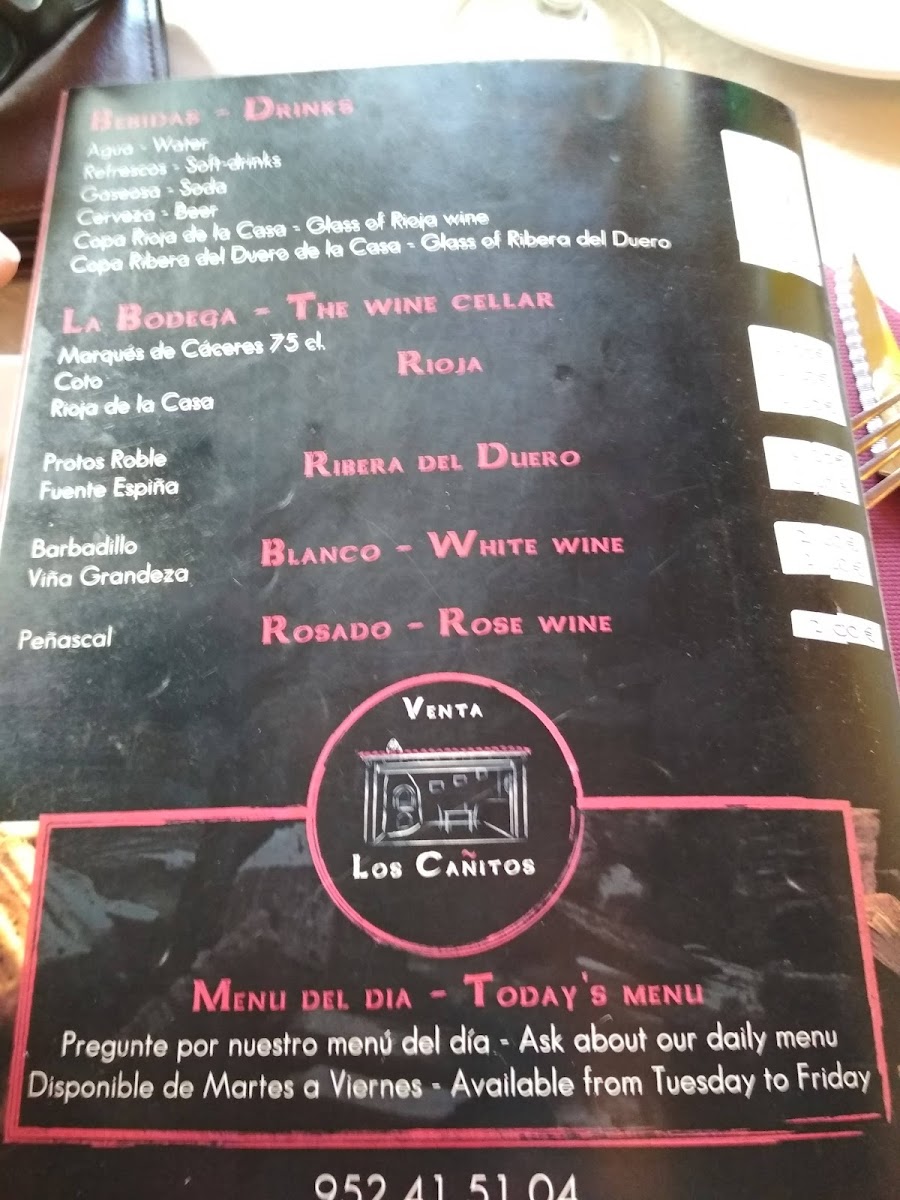 BEBIDAS - DRINKS
Agua - Water
Refrescos - Soft drinks
Gaseosa - Soda
Cerveza - Beer
Copa Rioja de la Casa - Glass of Rioja wine
Copa Ribera del Duero de la Casa - Glass of Ribera del Duero
LA BODEGA - THE WINE CELLAR
RIOJA
Marqués de Cáceres 75 cl.
Coto
Rioja de la Casa
RIBERA DEL DUERO
Protos Roble
Fuente Espiña
BLANCO - WHITE WINE
Barbadillo
Viña Grandeza
ROSADO - ROSE WINE
Peñascal
VENTA
LOS CAÑITOS
MENU DEL DIA - TODAY'S MENU
Pregunte por nuestro menú del día - Ask about our daily menu
Disponible de Martes a Viernes - Available from Tuesday to Friday
952 41 51 04